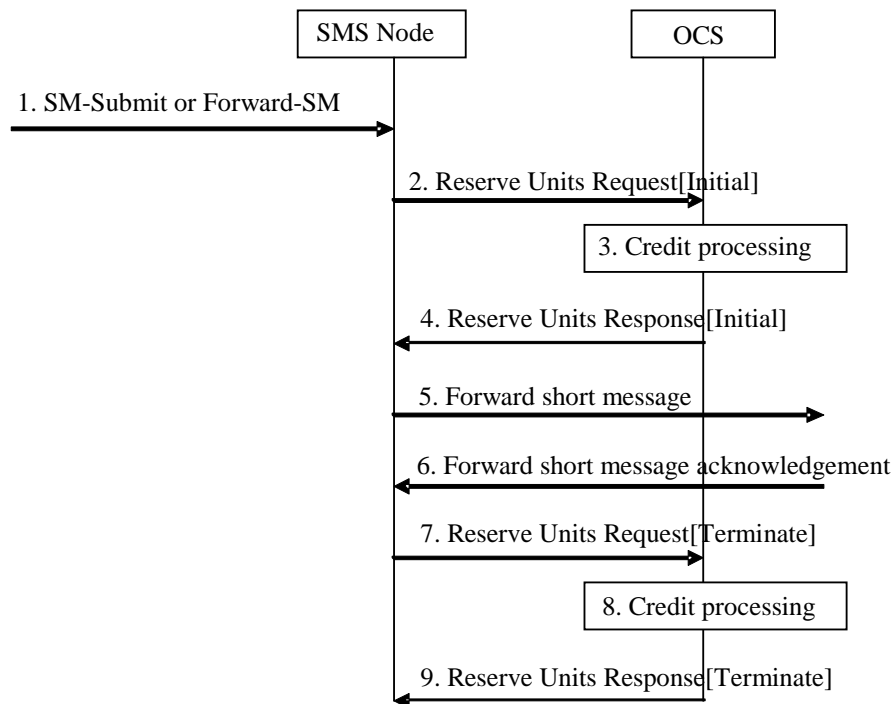 SMS Node
OCS
1. SM-Submit or Forward-SM
2. Reserve Units Request[Initial]
3. Credit processing
4. Reserve Units Response[Initial]
5. Forward short message
6. Forward short message acknowledgement
7. Reserve Units Request[Terminate]
8. Credit processing
9. Reserve Units Response[Terminate]